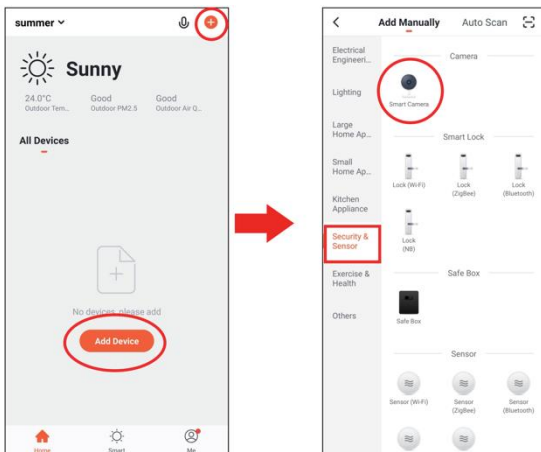 summer
Sunny
24.0°C Good Good
Outdoor Tem... Outdoor PM2.5 Outdoor Air Q...
All Devices
No devices, please add
Add Device
Home Smart Me
Add Manually Auto Scan
Electrical
Engineeri...
Lighting
Large
Home Ap...
Small
Home Ap...
Kitchen
Appliance
Security &
Sensor
Exercise &
Health
Others
Camera
Smart Camera
Smart Lock
Lock (Wi-Fi) Lock
(ZigBee) Lock
(Bluetooth)
Lock
(NB)
Safe Box
Safe Box
Sensor
Sensor (Wi-Fi) Sensor
(ZigBee) Sensor
(Bluetooth)